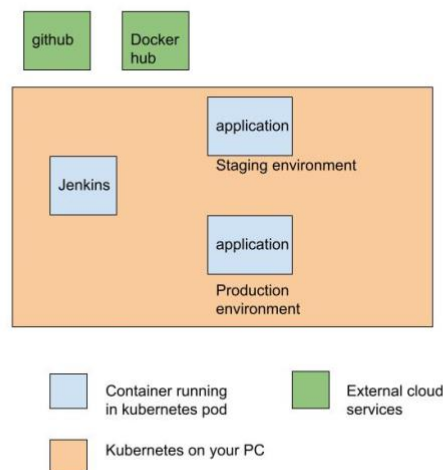 github
Docker
hub
application
Staging environment
Jenkins
application
Production
environment
Container running
in kubernetes pod
External cloud
services
Kubernetes on your PC